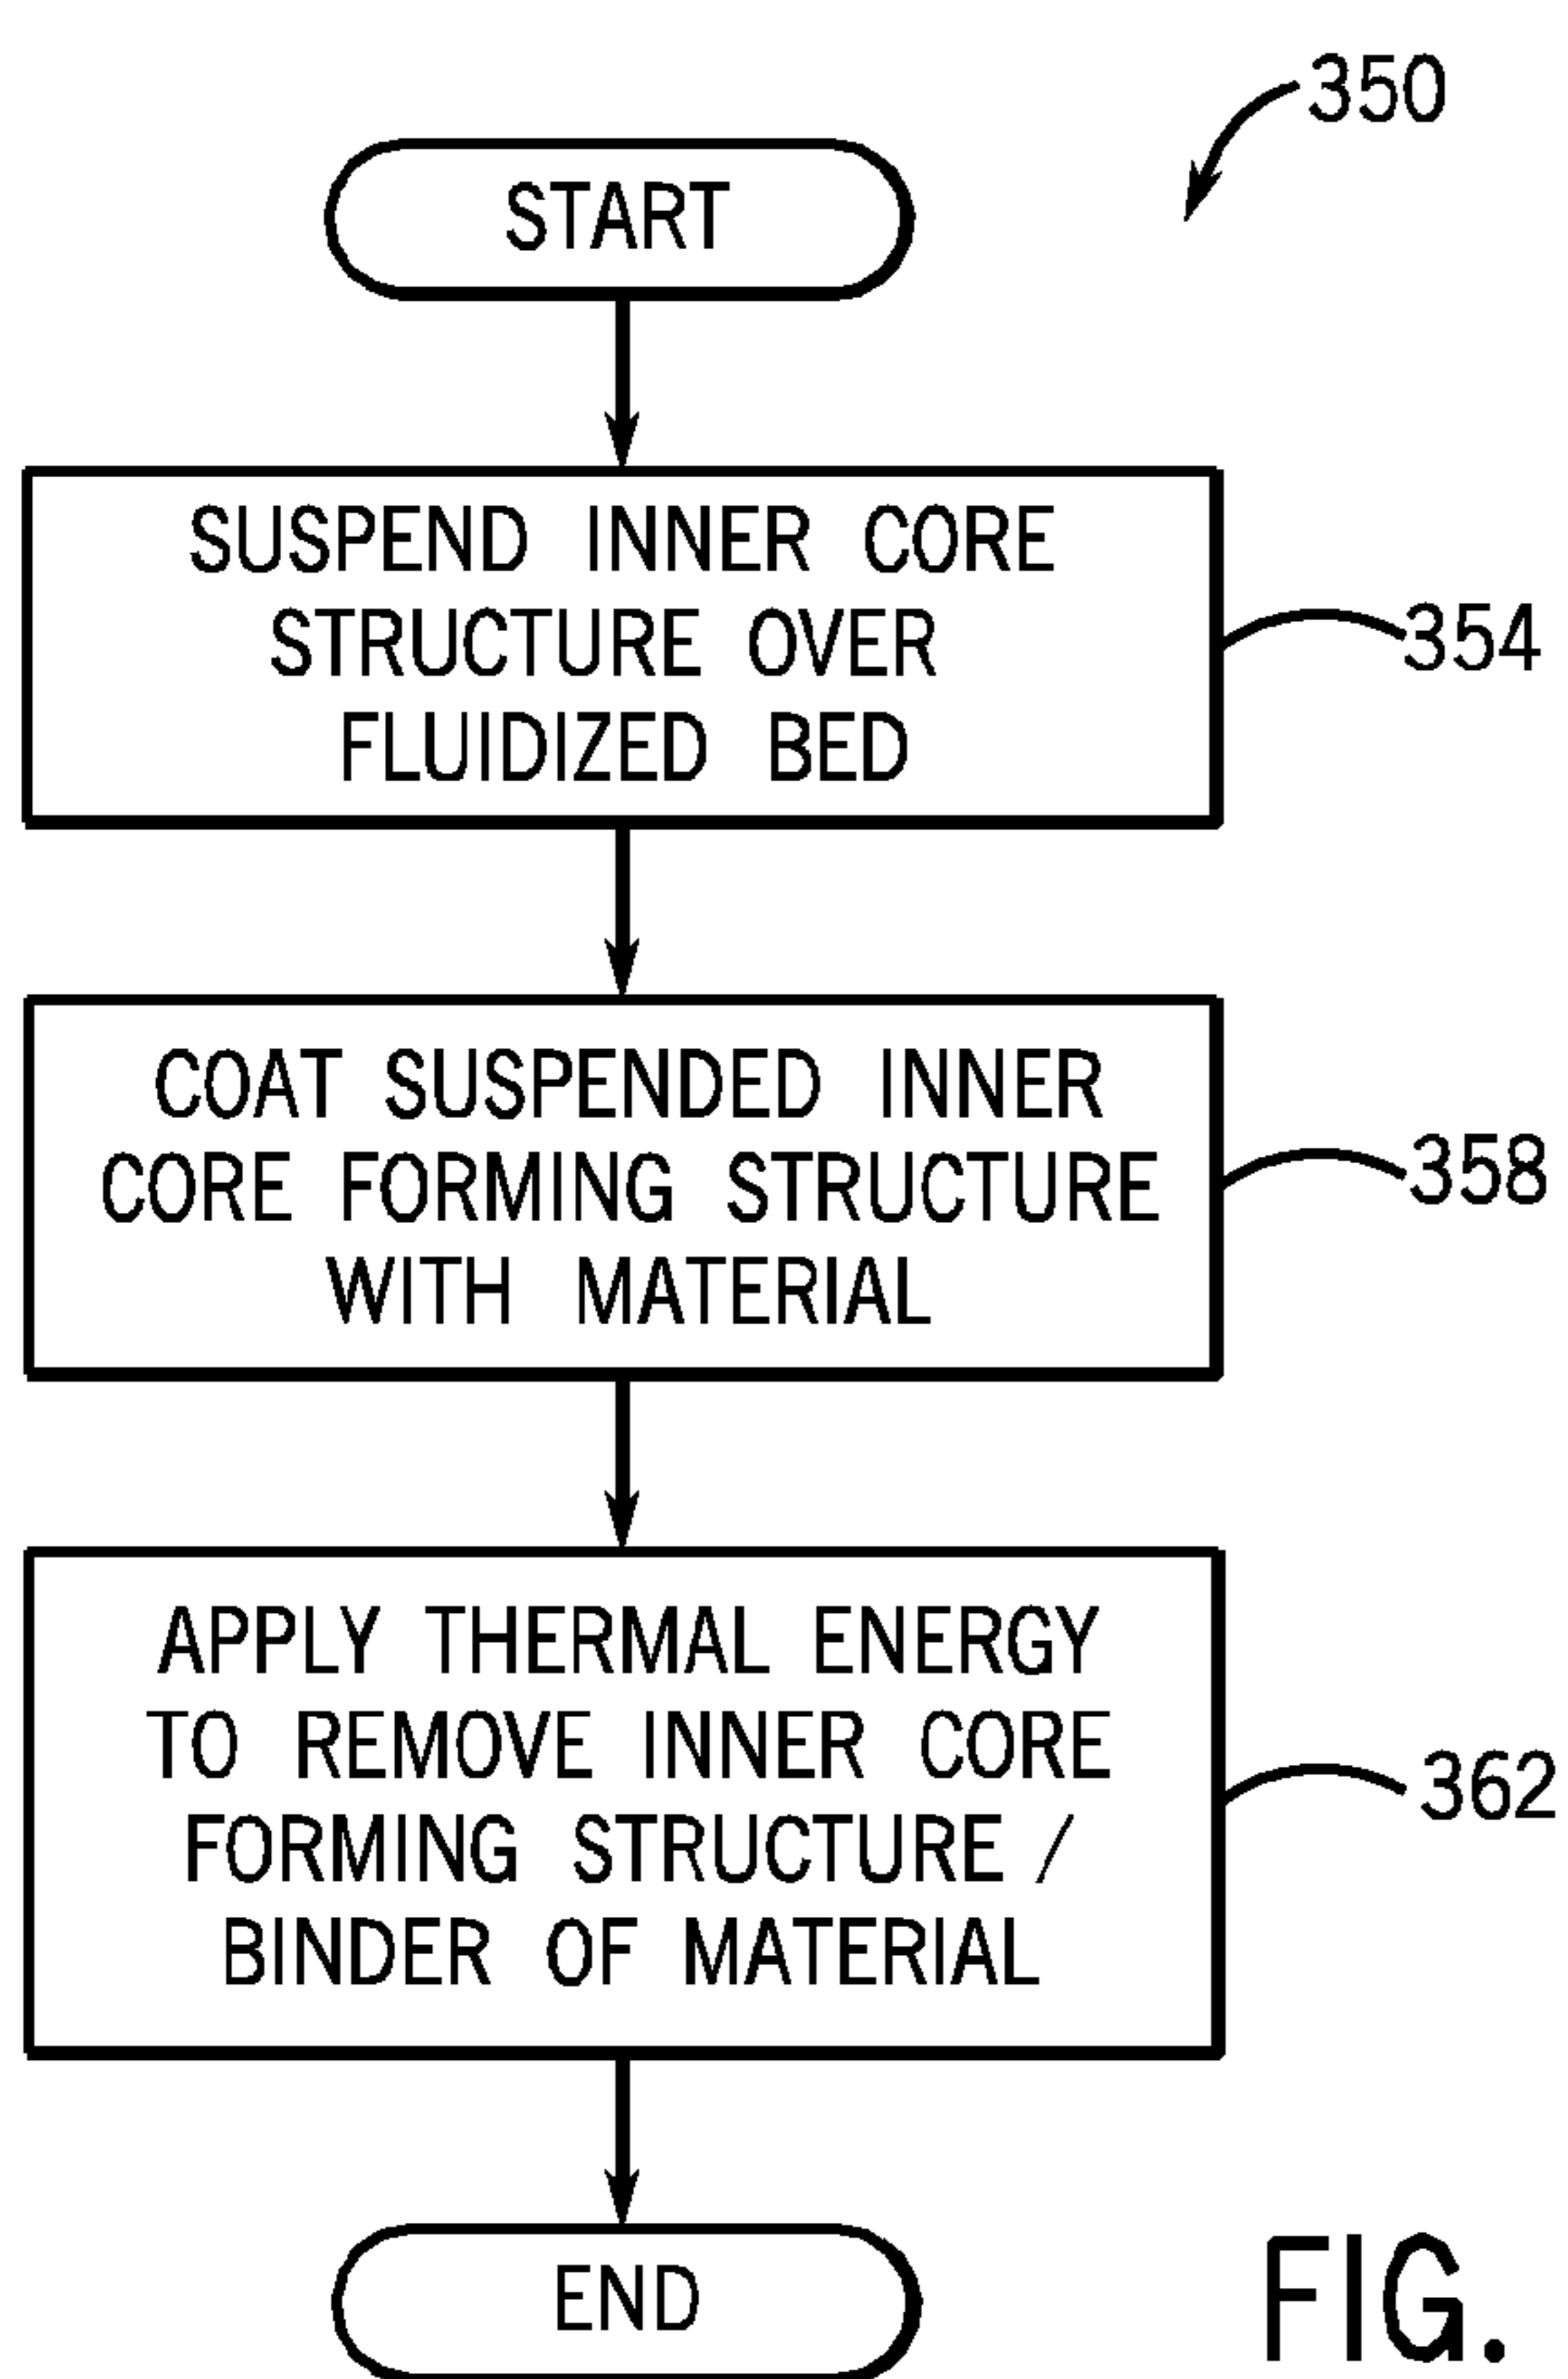 350
START
SUSPEND INNER CORE
STRUCTURE OVER
FLUIDIZED BED
354
COAT SUSPENDED INNER
CORE FORMING STRUCTURE
WITH MATERIAL
358
APPLY THERMAL ENERGY
TO REMOVE INNER CORE
FORMING STRUCTURE /
BINDER OF MATERIAL
362
END
FIG.